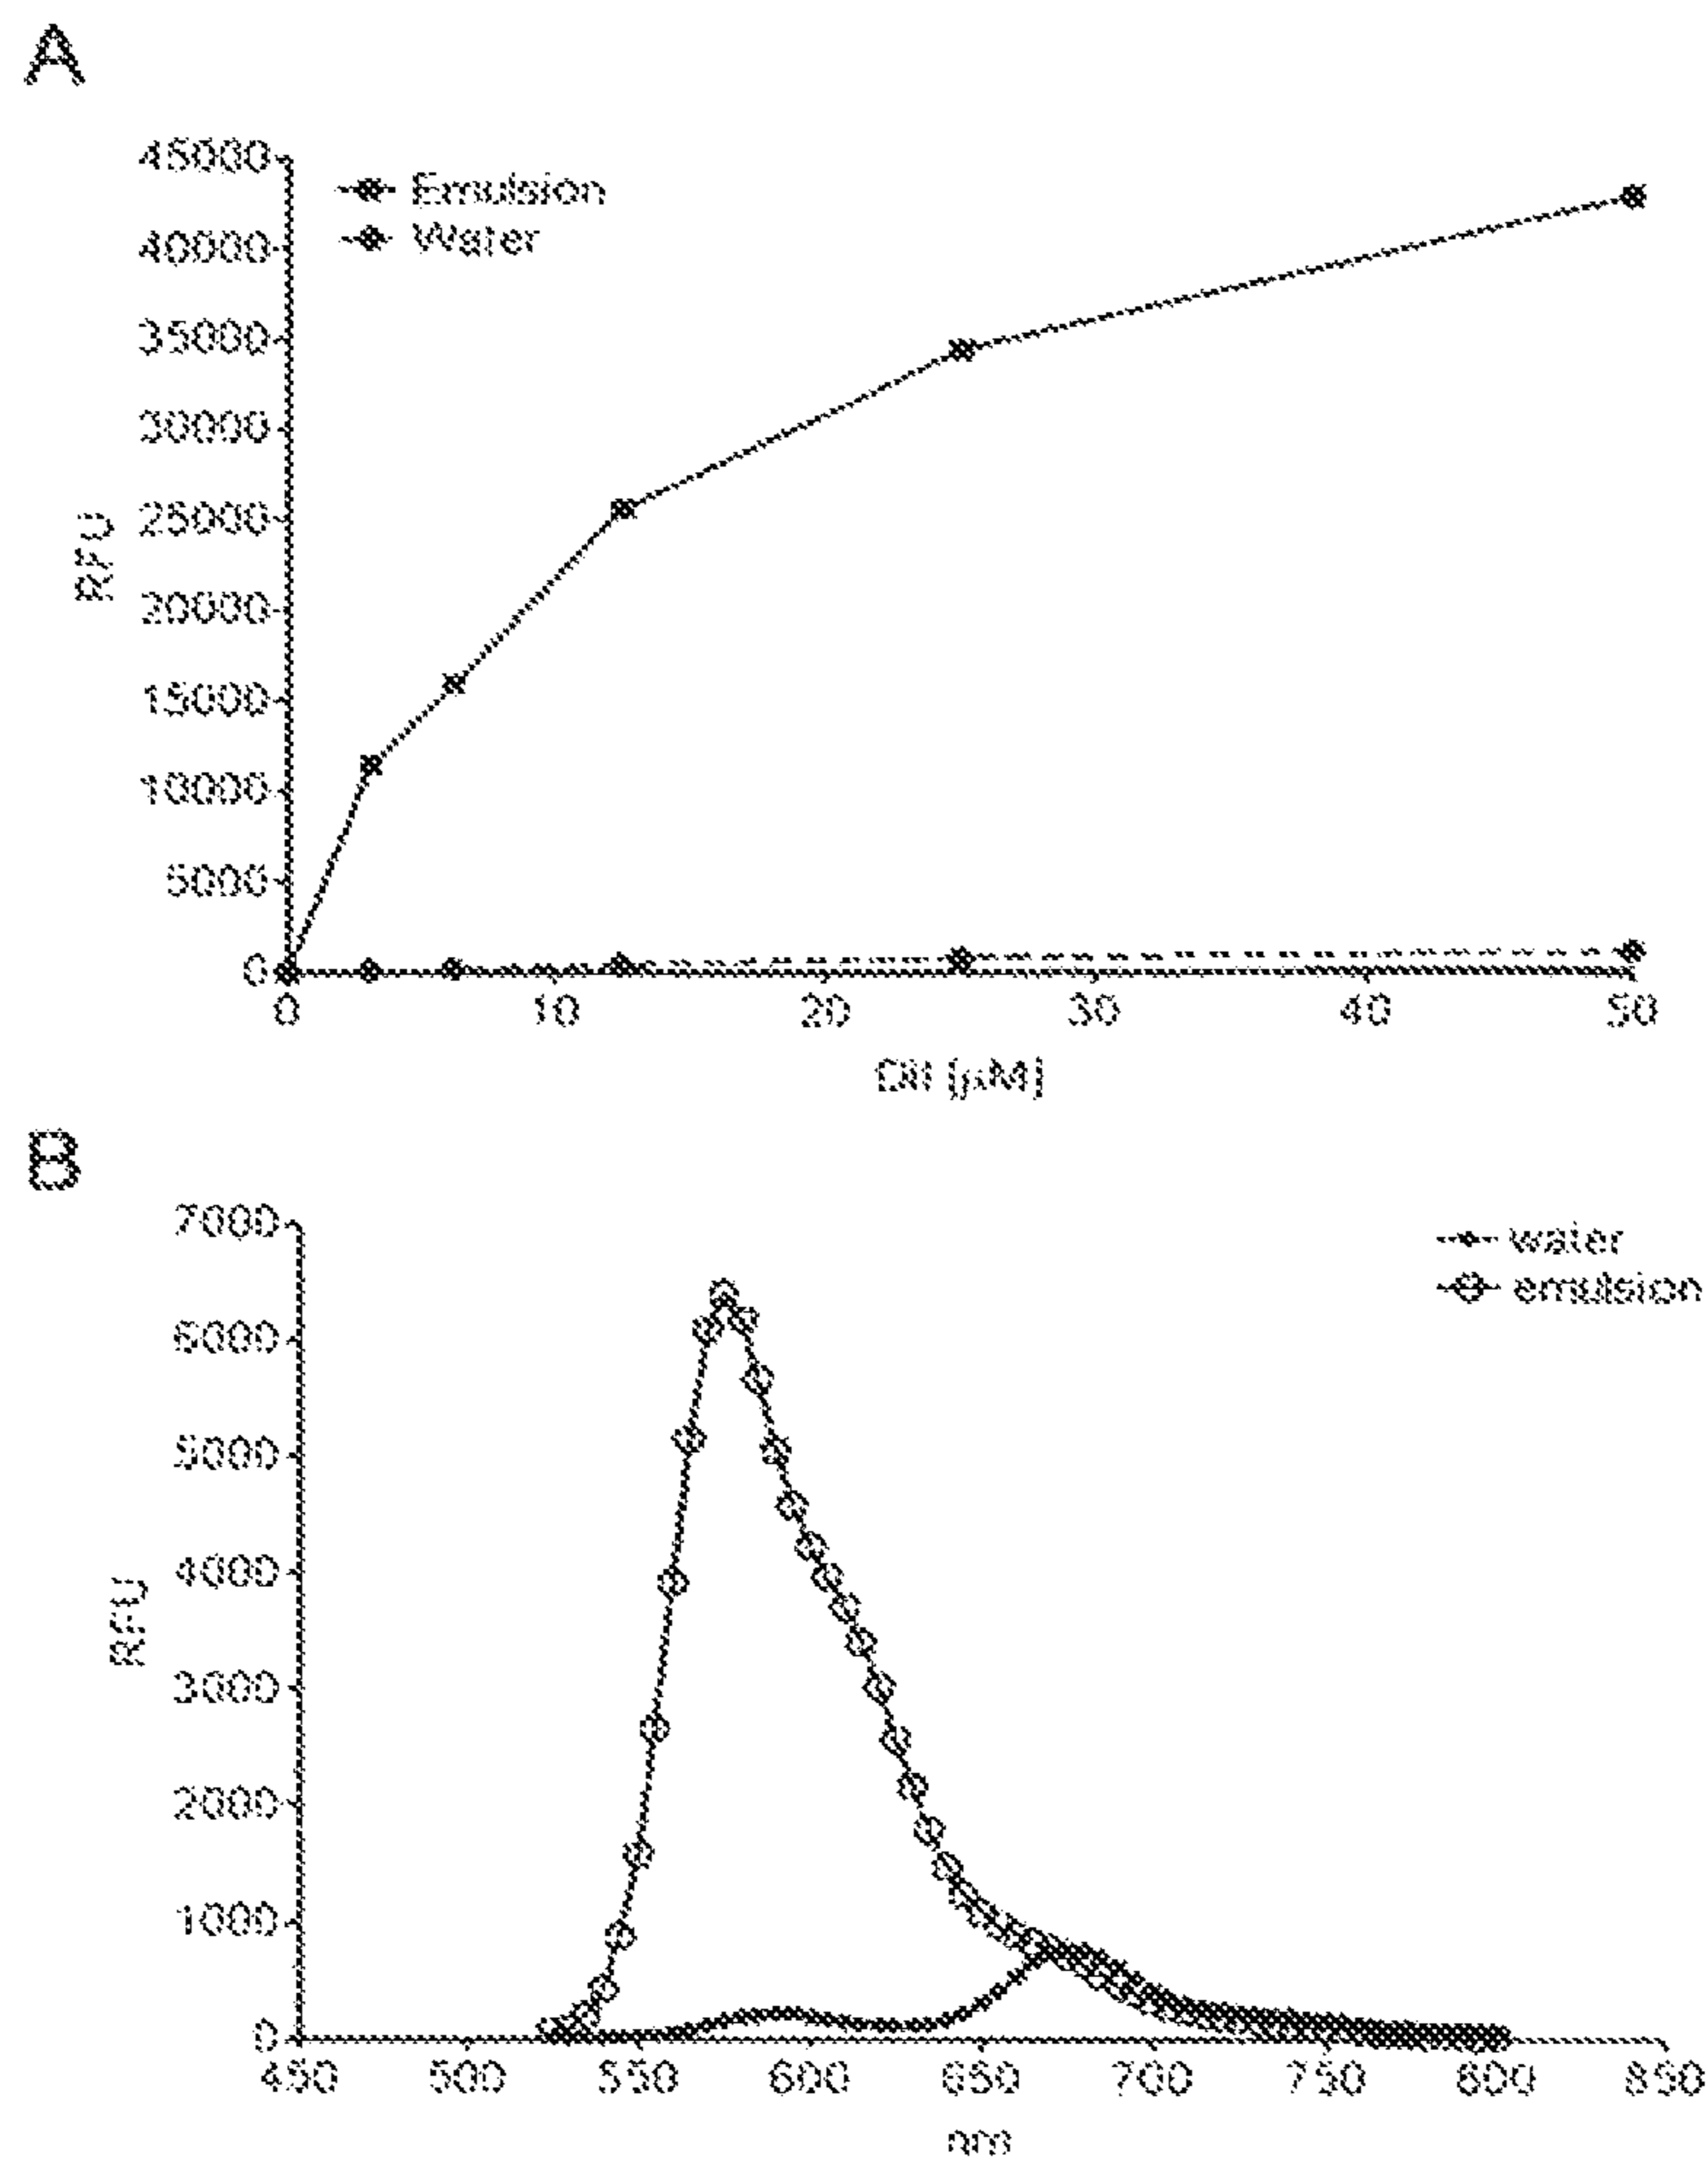 A
45000
40000
35000
30000
25000
20000
15000
10000
5000
0
RFU
Emulsion
Water
0 10 20 30 40 50
DiI [μM]
B
7000
6000
5000
4000
3000
2000
1000
0
RFU
water
emulsion
450 500 550 600 650 700 750 800 850
nm